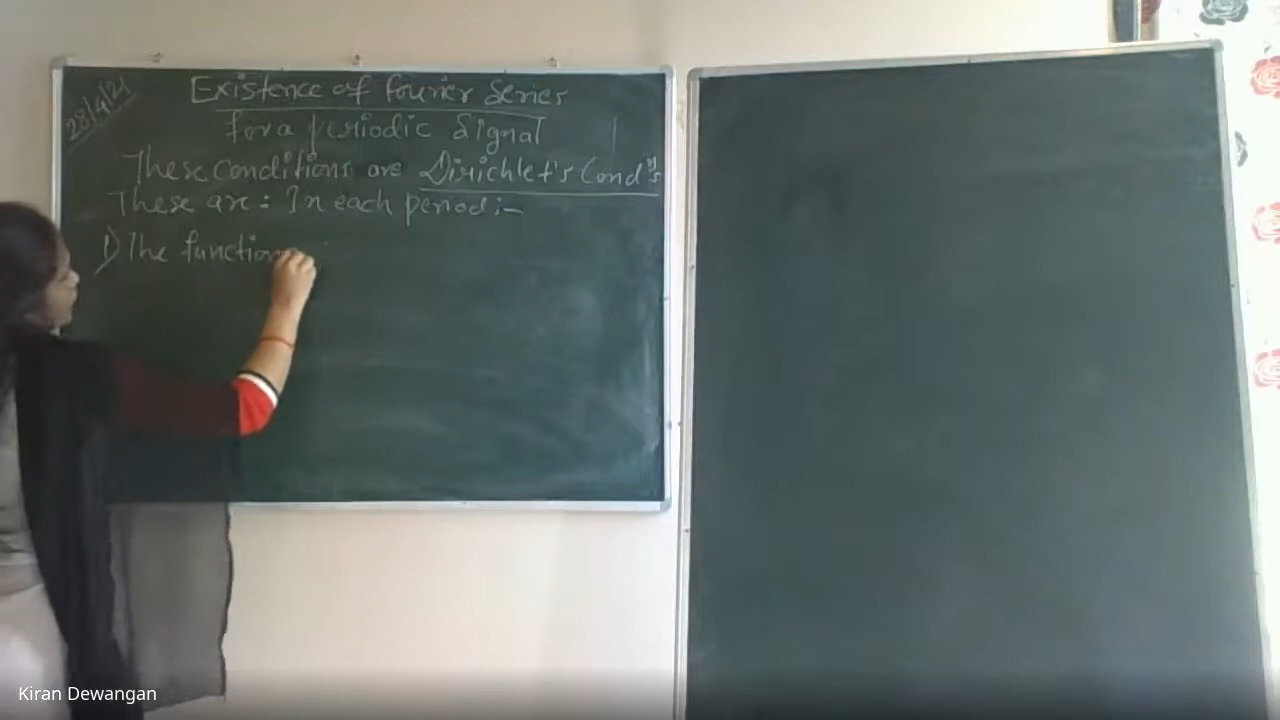 28/4/21
Existence of Fourier Series
for a periodic Signal
These conditions are Dirichlet's Condⁿs
These are: In each period:-
1) The function
Kiran Dewangan